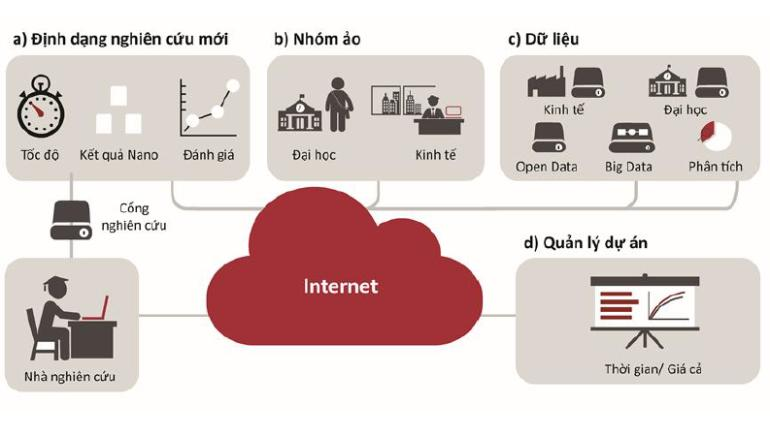 a) Định dạng nghiên cứu mới
b) Nhóm ảo
c) Dữ liệu
Tốc độ
Kết quả Nano
Đánh giá
Đại học
Kinh tế
Kinh tế
Đại học
Open Data
Big Data
Phân tích
Cổng
nghiên cứu
Internet
d) Quản lý dự án
Nhà nghiên cứu
Thời gian/ Giá cả